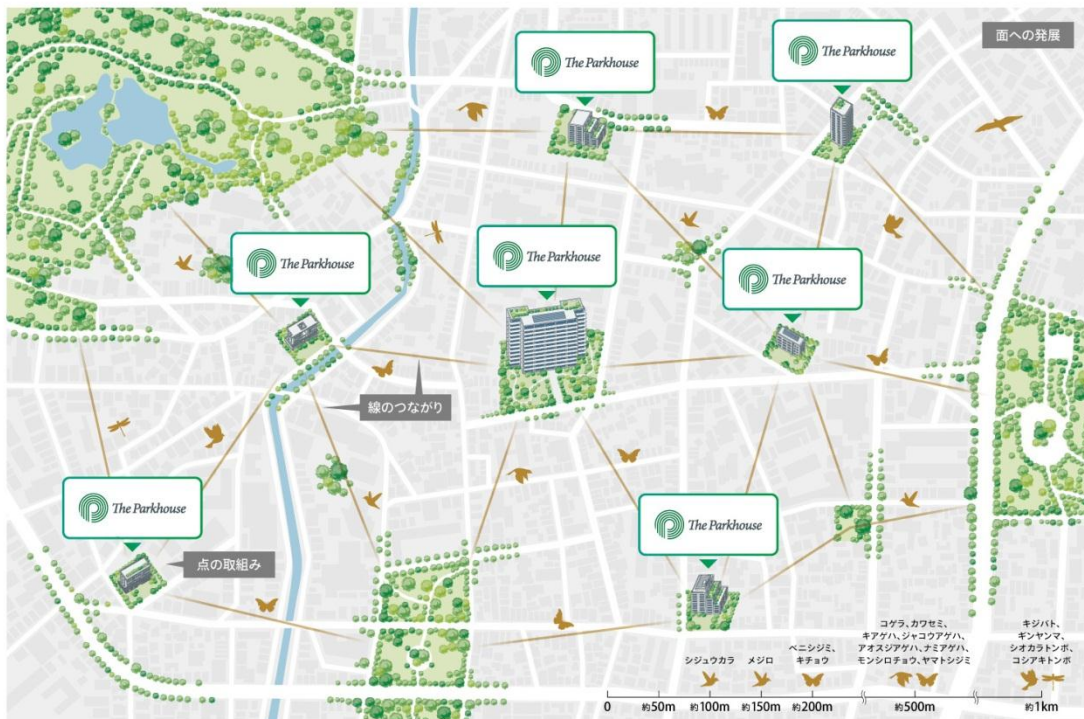 面への発展
The Parkhouse
The Parkhouse
The Parkhouse
The Parkhouse
The Parkhouse
線のつながり
The Parkhouse
The Parkhouse
点の取組み
コゲラ、カワセミ、
キアゲハ、ジャコウアゲハ、
アオスジアゲハ、ナミアゲハ、
モンシロチョウ、ヤマトシジミ
キジバト、
ギンヤンマ、
シオカラトンボ、
コシアキトンボ
ベニシジミ、
キチョウ
シジュウカラ
メジロ
0
約50m
約100m
約150m
約200m
約500m
約1km